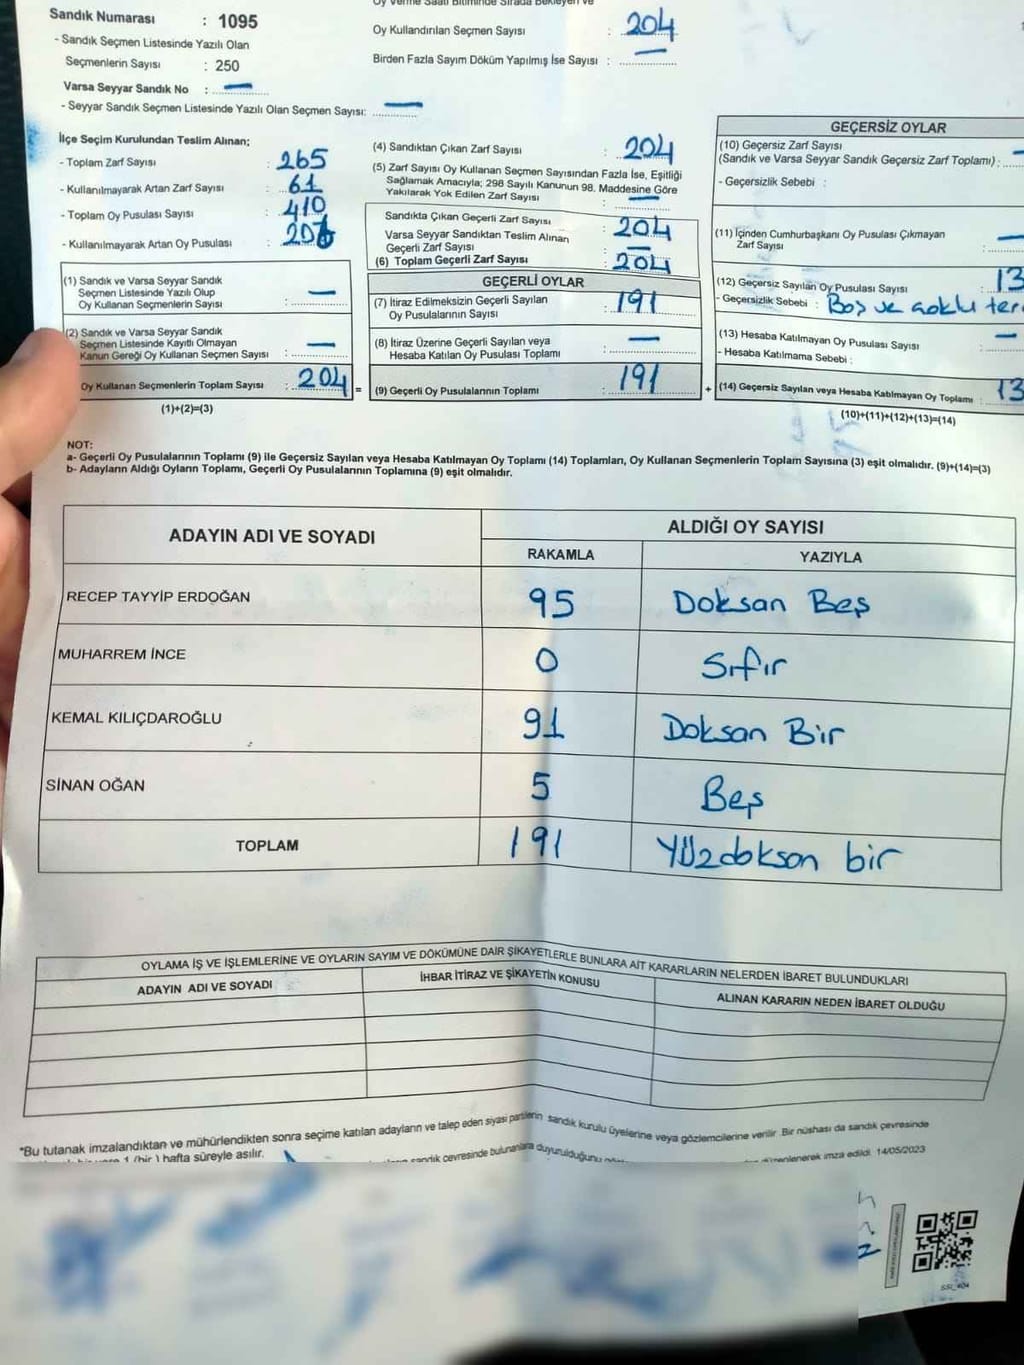 Sandık Numarası : 1095
- Sandık Seçmen Listesinde Yazılı Olan
Seçmenlerin Sayısı : 250
Varsa Seyyar Sandık No : —
- Seyyar Sandık Seçmen Listesinde Yazılı Olan Seçmen Sayısı: —
Oy Verme Saati Bitiminde Sırada Bekleyen ve
Oy Kullandırılan Seçmen Sayısı : 204
Birden Fazla Sayım Döküm Yapılmış İse Sayısı : —
İlçe Seçim Kurulundan Teslim Alınan;
- Toplam Zarf Sayısı : 265
- Kullanılmayarak Artan Zarf Sayısı : 61
- Toplam Oy Pusulası Sayısı : 410
- Kullanılmayarak Artan Oy Pusulası :
(1) Sandık ve Varsa Seyyar Sandık
Seçmen Listesinde Yazılı Olup
Oy Kullanan Seçmenlerin Sayısı : —
(2) Sandık ve Varsa Seyyar Sandık
Seçmen Listesinde Kayıtlı Olmayan
Kanun Gereği Oy Kullanan Seçmen Sayısı : —
Oy Kullanan Seçmenlerin Toplam Sayısı : 204 =
(1)+(2)=(3)
(4) Sandıktan Çıkan Zarf Sayısı : 204
(5) Zarf Sayısı Oy Kullanan Seçmen Sayısından Fazla İse, Eşitliği
Sağlamak Amacıyla; 298 Sayılı Kanunun 98. Maddesine Göre
Yakılarak Yok Edilen Zarf Sayısı : —
Sandıkta Çıkan Geçerli Zarf Sayısı : 204
Varsa Seyyar Sandıktan Teslim Alınan
Geçerli Zarf Sayısı : —
(6) Toplam Geçerli Zarf Sayısı : 204
GEÇERLİ OYLAR
(7) İtiraz Edilmeksizin Geçerli Sayılan
Oy Pusulalarının Sayısı : 191
(8) İtiraz Üzerine Geçerli Sayılan veya
Hesaba Katılan Oy Pusulası Toplamı : —
(9) Geçerli Oy Pusulalarının Toplamı : 191 +
GEÇERSİZ OYLAR
(10) Geçersiz Zarf Sayısı
(Sandık ve Varsa Seyyar Sandık Geçersiz Zarf Toplamı) : —
- Geçersizlik Sebebi :
(11) İçinden Cumhurbaşkanı Oy Pusulası Çıkmayan
Zarf Sayısı : —
(12) Geçersiz Sayılan Oy Pusulası Sayısı : 13
- Geçersizlik Sebebi : Boş ve
(13) Hesaba Katılmayan Oy Pusulası Sayısı : —
- Hesaba Katılmama Sebebi :
(14) Geçersiz Sayılan veya Hesaba Katılmayan Oy Toplamı : 13
(10)+(11)+(12)+(13)=(14)
NOT:
a- Geçerli Oy Pusulalarının Toplamı (9) ile Geçersiz Sayılan veya Hesaba Katılmayan Oy Toplamı (14) Toplamları, Oy Kullanan Seçmenlerin Toplam Sayısına (3) eşit olmalıdır. (9)+(14)=(3)
b- Adayların Aldığı Oyların Toplamı, Geçerli Oy Pusulalarının Toplamına (9) eşit olmalıdır.
ADAYIN ADI VE SOYADI
ALDIĞI OY SAYISI
RAKAMLA YAZIYLA
RECEP TAYYİP ERDOĞAN 95 Doksan Beş
MUHARREM İNCE 0 Sıfır
KEMAL KILIÇDAROĞLU 91 Doksan Bir
SİNAN OĞAN 5 Beş
TOPLAM 191 Yüzdoksan bir
OYLAMA İŞ VE İŞLEMLERİNE VE OYLARIN SAYIM VE DÖKÜMÜNE DAİR ŞİKAYETLERLE BUNLARA AİT KARARLARIN NELERDEN İBARET BULUNDUKLARI
ADAYIN ADI VE SOYADI
İHBAR İTİRAZ VE ŞİKAYETİN KONUSU
ALINAN KARARIN NEDEN İBARET OLDUĞU
*Bu tutanak imzalandıktan ve mühürlendikten sonra seçime katılan adayların ve talep eden siyasi partilerin sandık kurulu üyelerine veya gözlemcilerine verilir. Bir nüshası da sandık çevresinde
1 (bir) hafta süreyle asılır.
sandık çevresinde bulunanlara duyurulduğunu düzenlenerek imza edildi. 14/05/2023